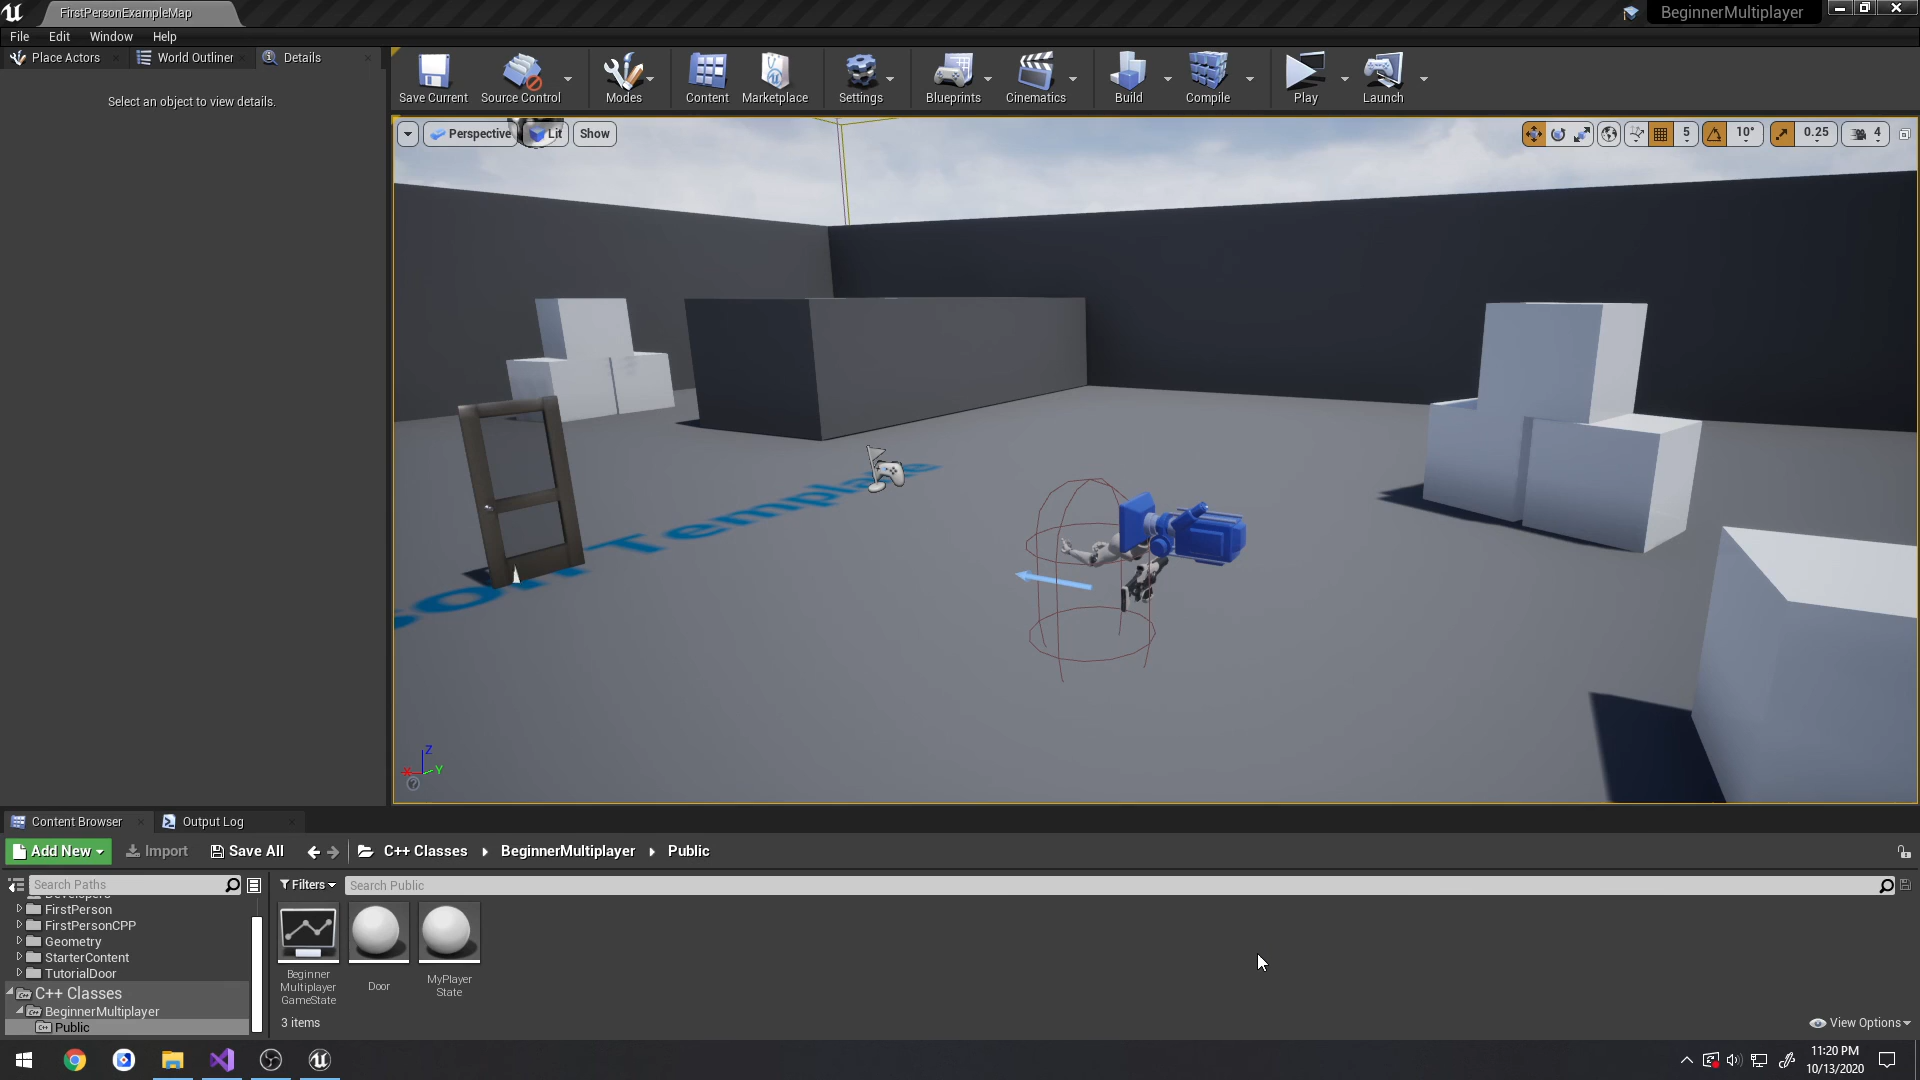 FirstPersonExampleMap
BeginnerMultiplayer
File Edit Window Help
Place Actors World Outliner Details
Select an object to view details.
Save Current Source Control Modes Content Marketplace Settings Blueprints Cinematics Build Compile Play Launch
Perspective Lit Show
5 10° 0.25 4
Template
Z
X Y
Content Browser Output Log
Add New Import Save All C++ Classes BeginnerMultiplayer Public
Search Paths
Filters Search Public
Developers
FirstPerson
FirstPersonCPP
Geometry
StarterContent
TutorialDoor
C++ Classes
BeginnerMultiplayer
Public
Beginner
Multiplayer
GameState
Door
MyPlayer
State
3 items
View Options
11:20 PM
10/13/2020